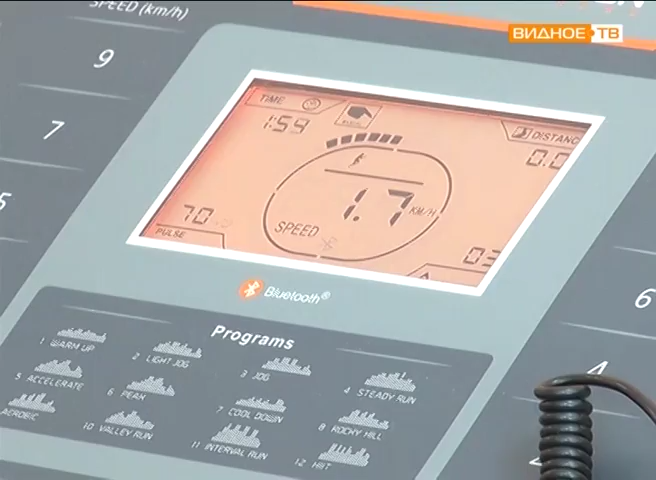 SPEED (km/h)
ВИДНОЕ ТВ
9
7
5
TIME
1:59
DISTANC
0.0
1.7 KM/H
SPEED
70
PULSE
03
Bluetooth®
6
4
Programs
1 WARM UP
2 LIGHT JOG
3 JOG
4 STEADY RUN
5 ACCELERATE
6 PEAK
7 COOL DOWN
8 ROCKY HILL
AEROBIC
10 VALLEY RUN
11 INTERVAL RUN
12 HIIT